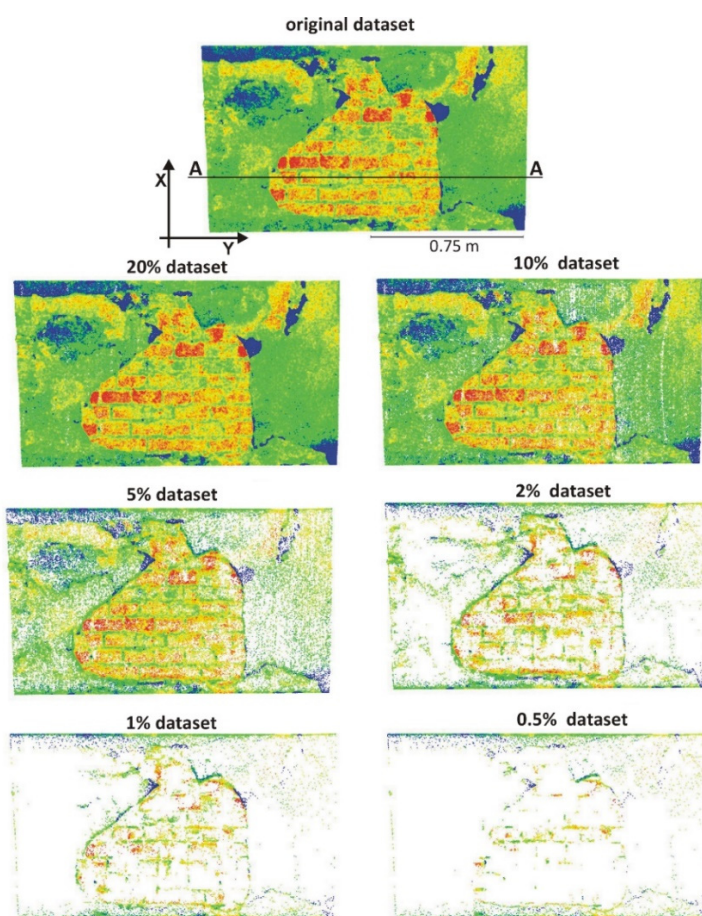 original dataset
A A
X
Y
0.75 m
20% dataset 10% dataset
5% dataset 2% dataset
1% dataset 0.5% dataset